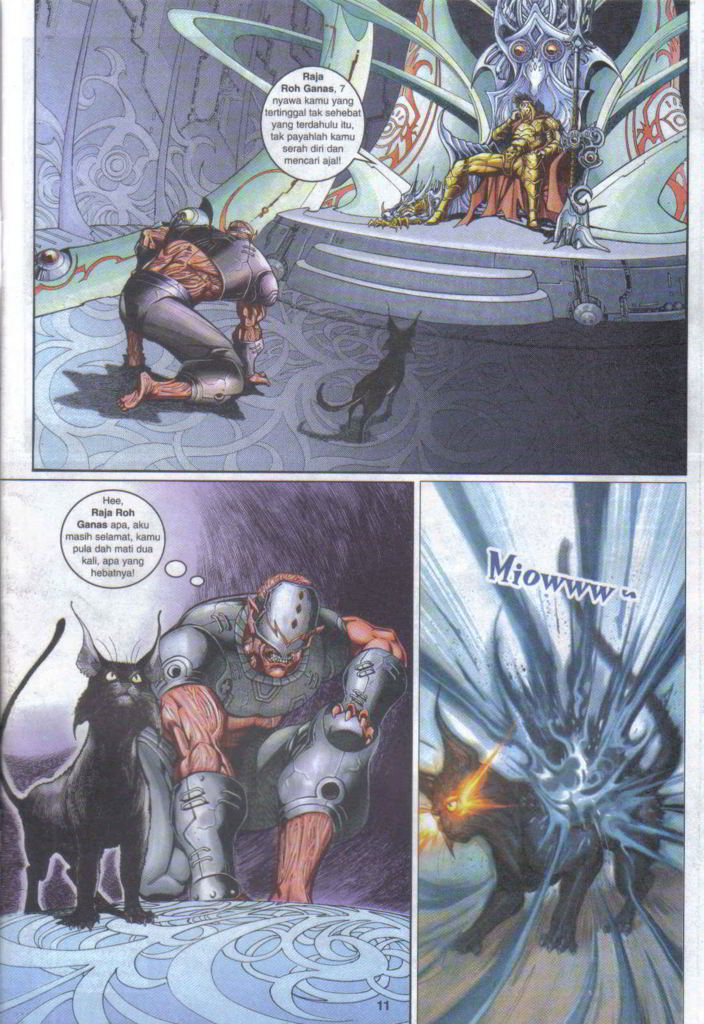 Raja
Roh Ganas, 7
nyawa kamu yang
tertinggal tak sehebat
yang terdahulu itu,
tak payahlah kamu
serah diri dan
mencari ajal!
Hee,
Raja Roh
Ganas apa, aku
masih selamat, kamu
pula dah mati dua
kali, apa yang
hebatnya!
Miowww~
11